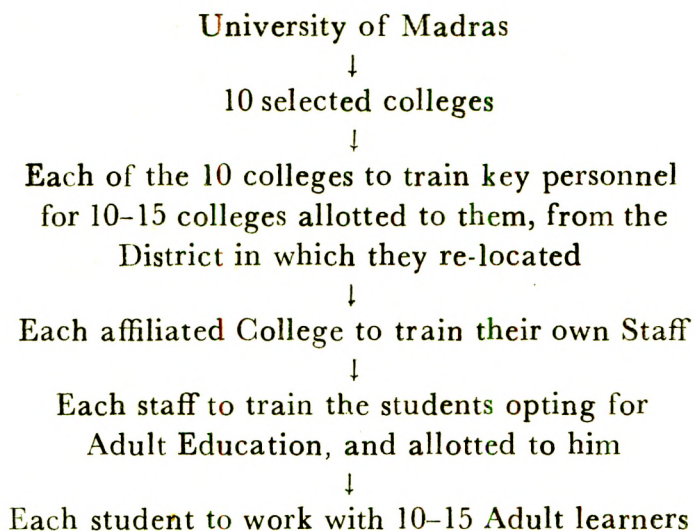 University of Madras
↓
10 selected colleges
↓
Each of the 10 colleges to train key personnel
for 10–15 colleges allotted to them, from the
District in which they re-located
↓
Each affiliated College to train their own Staff
↓
Each staff to train the students opting for
Adult Education, and allotted to him
↓
Each student to work with 10–15 Adult learners